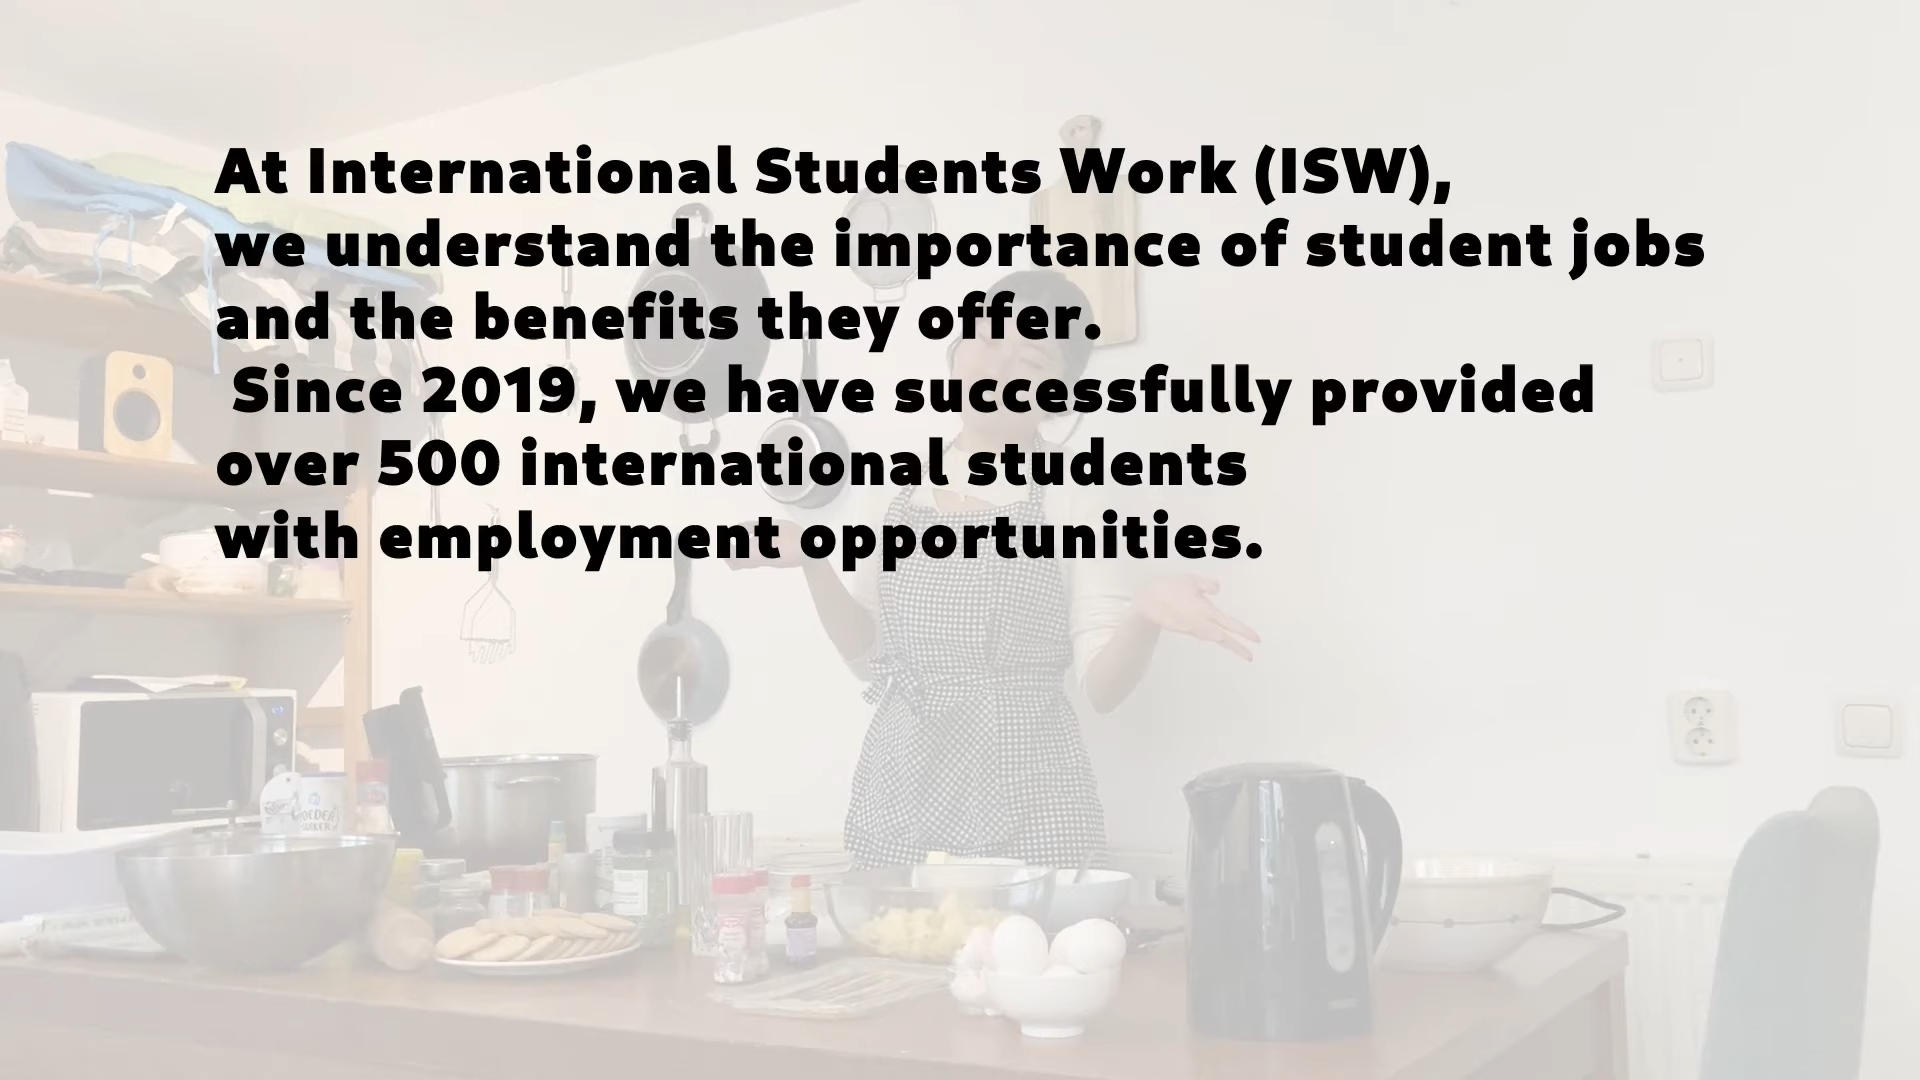 At International Students Work (ISW),
we understand the importance of student jobs
and the benefits they offer.
Since 2019, we have successfully provided
over 500 international students
with employment opportunities.